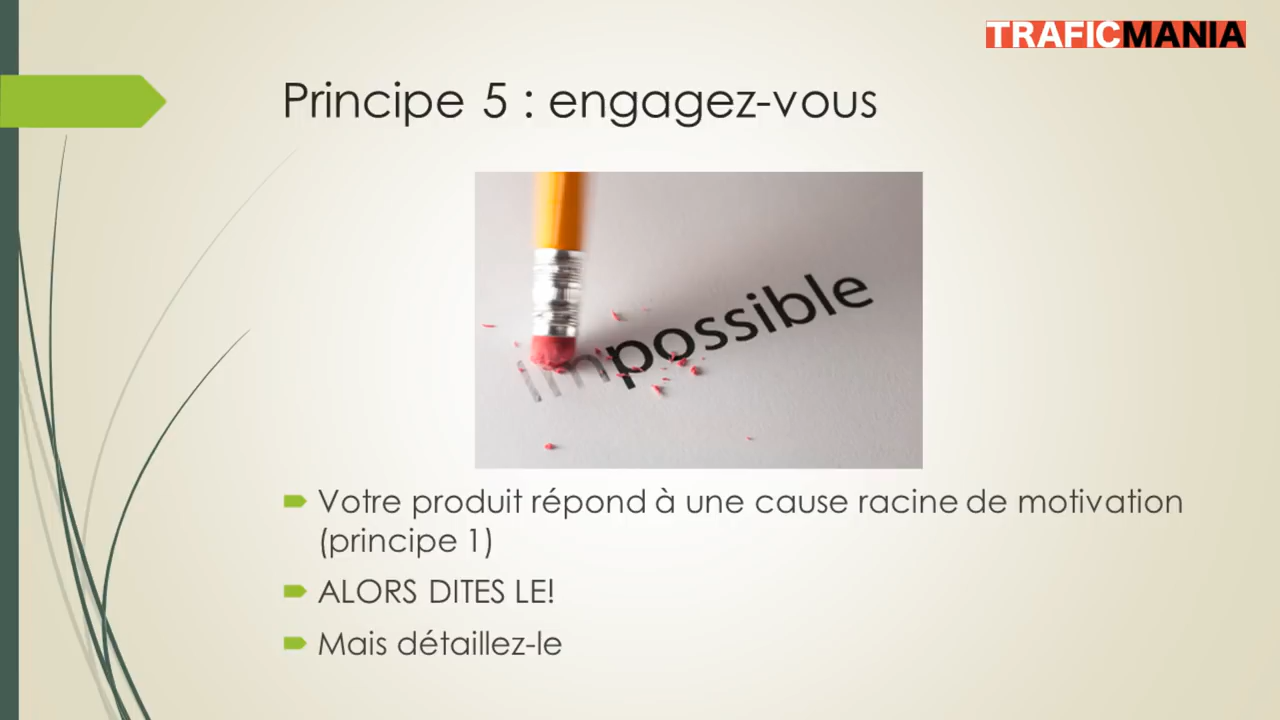 TRAFICMANIA
Principe 5 : engagez-vous
impossible
Votre produit répond à une cause racine de motivation
(principe 1)
ALORS DITES LE!
Mais détaillez-le